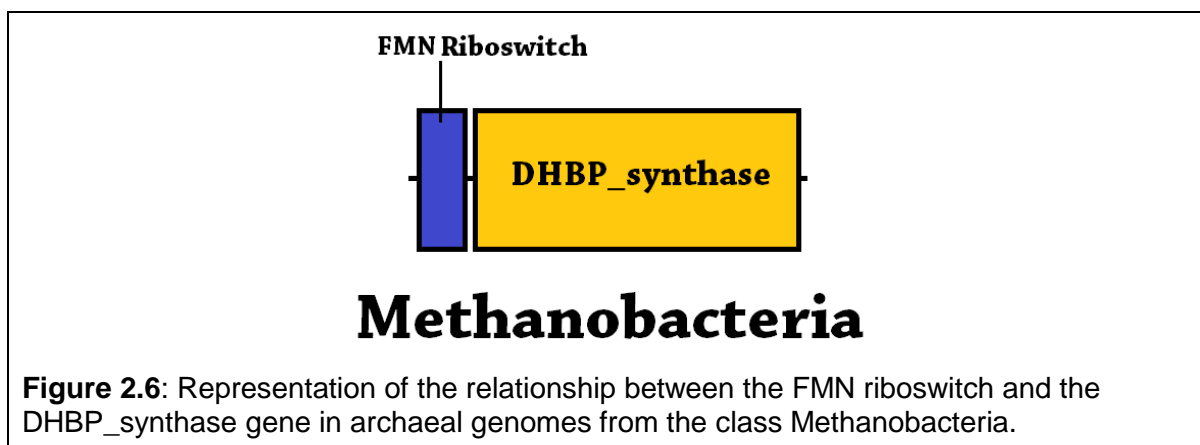 FMN Riboswitch
DHBP_synthase
Methanobacteria
Figure 2.6: Representation of the relationship between the FMN riboswitch and the
DHBP_synthase gene in archaeal genomes from the class Methanobacteria.